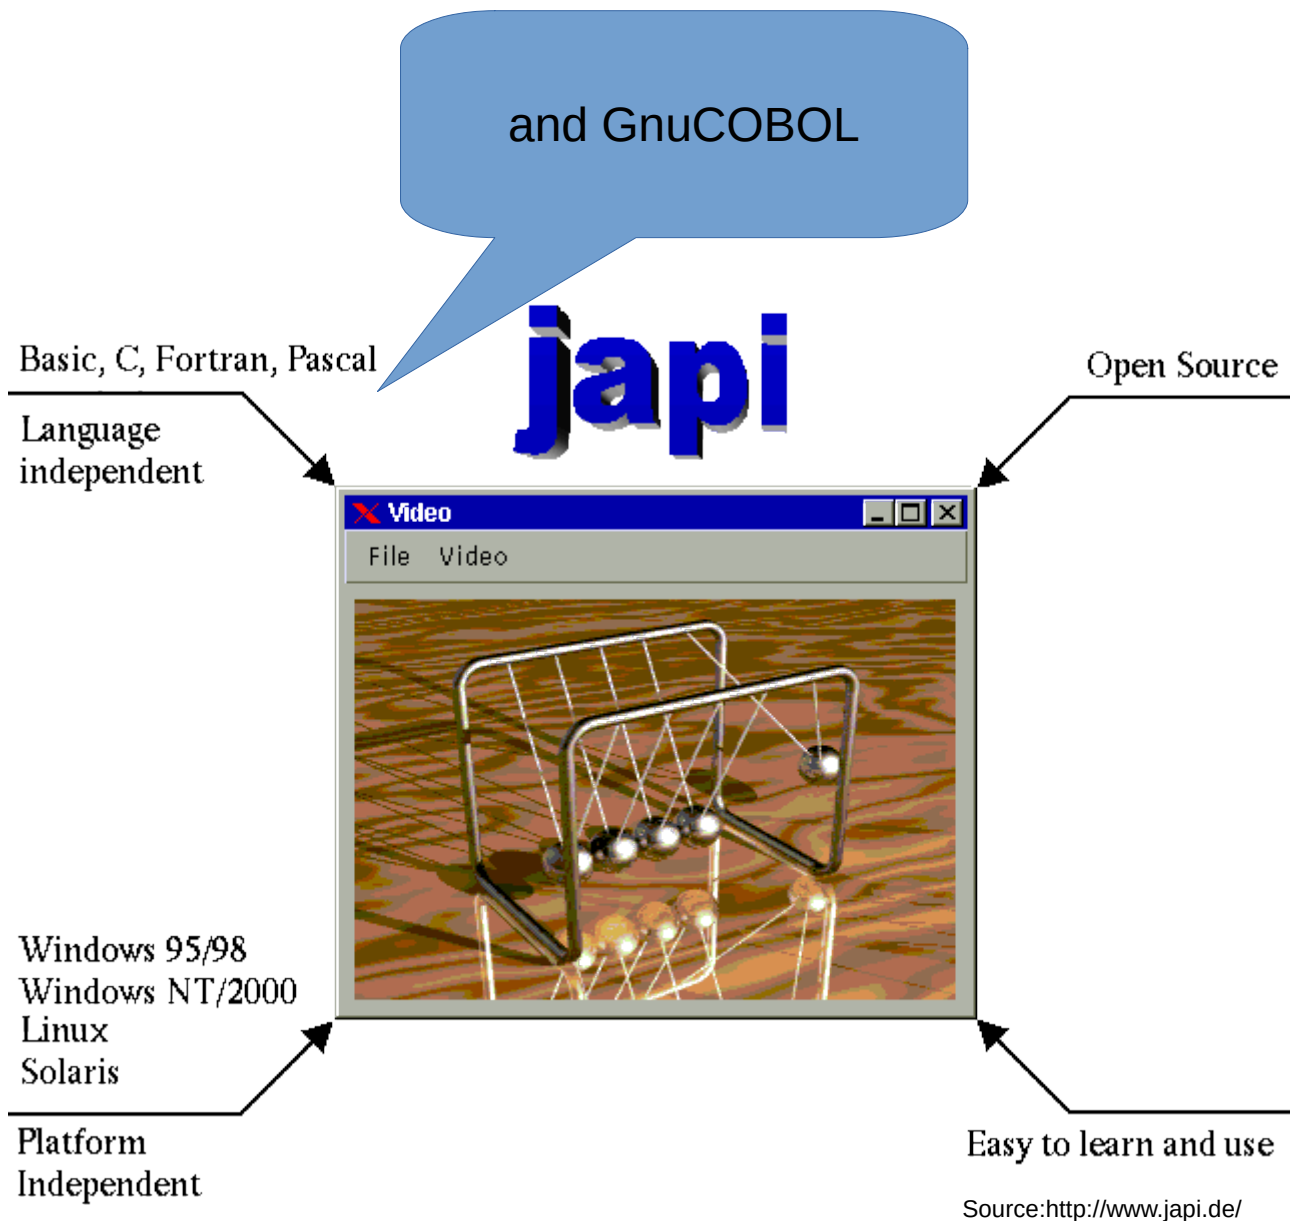 and GnuCOBOL
japi
Basic, C, Fortran, Pascal
Language
independent
Open Source
Video
File Video
Windows 95/98
Windows NT/2000
Linux
Solaris
Platform
Independent
Easy to learn and use
Source:http://www.japi.de/